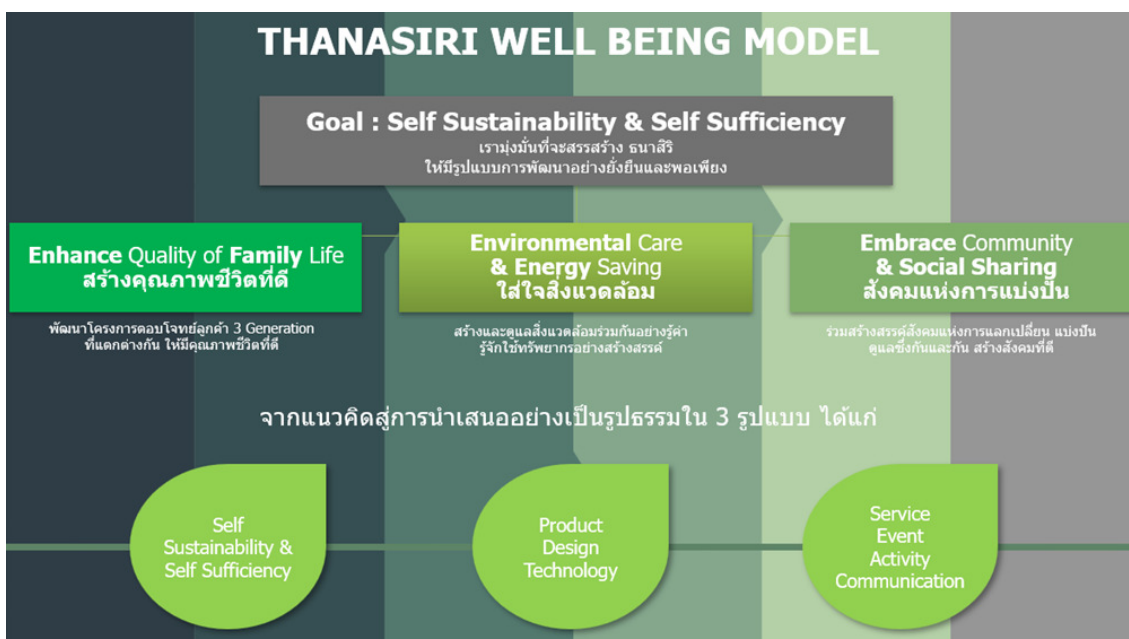 THANASIRI WELL BEING MODEL
Goal : Self Sustainability & Self Sufficiency
เรามุ่งมั่นที่จะสรรสร้าง ธนาสิริ
ให้มีรูปแบบการพัฒนาอย่างยั่งยืนและพอเพียง
Enhance Quality of Family Life
สร้างคุณภาพชีวิตที่ดี
พัฒนาโครงการตอบโจทย์ลูกค้า 3 Generation
ที่แตกต่างกัน ให้มีคุณภาพชีวิตที่ดี
Environmental Care
& Energy Saving
ใส่ใจสิ่งแวดล้อม
สร้างและดูแลสิ่งแวดล้อมร่วมกันอย่างรู้ค่า
รู้จักใช้ทรัพยากรอย่างสร้างสรรค์
Embrace Community
& Social Sharing
สังคมแห่งการแบ่งปัน
ร่วมสร้างสรรค์สังคมแห่งการแลกเปลี่ยน แบ่งปัน
ดูแลซึ่งกันและกัน สร้างสังคมที่ดี
จากแนวคิดสู่การนำเสนออย่างเป็นรูปธรรมใน 3 รูปแบบ ได้แก่
Self
Sustainability &
Self Sufficiency
Product
Design
Technology
Service
Event
Activity
Communication